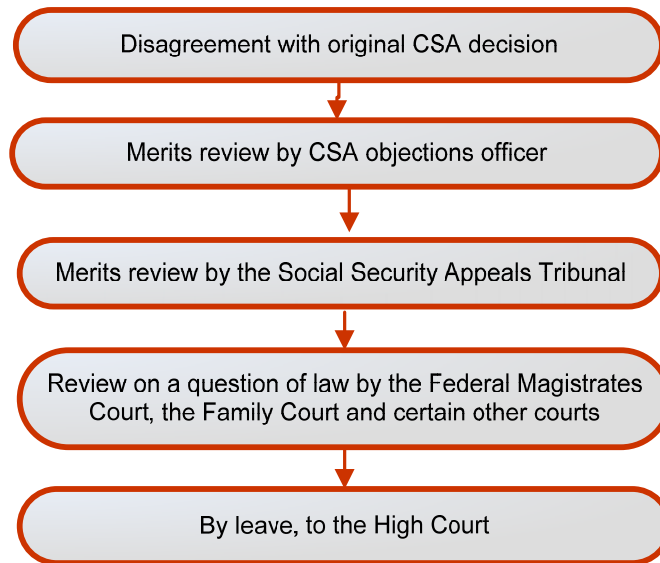 Disagreement with original CSA decision
Merits review by CSA objections officer
Merits review by the Social Security Appeals Tribunal
Review on a question of law by the Federal Magistrates
Court, the Family Court and certain other courts
By leave, to the High Court